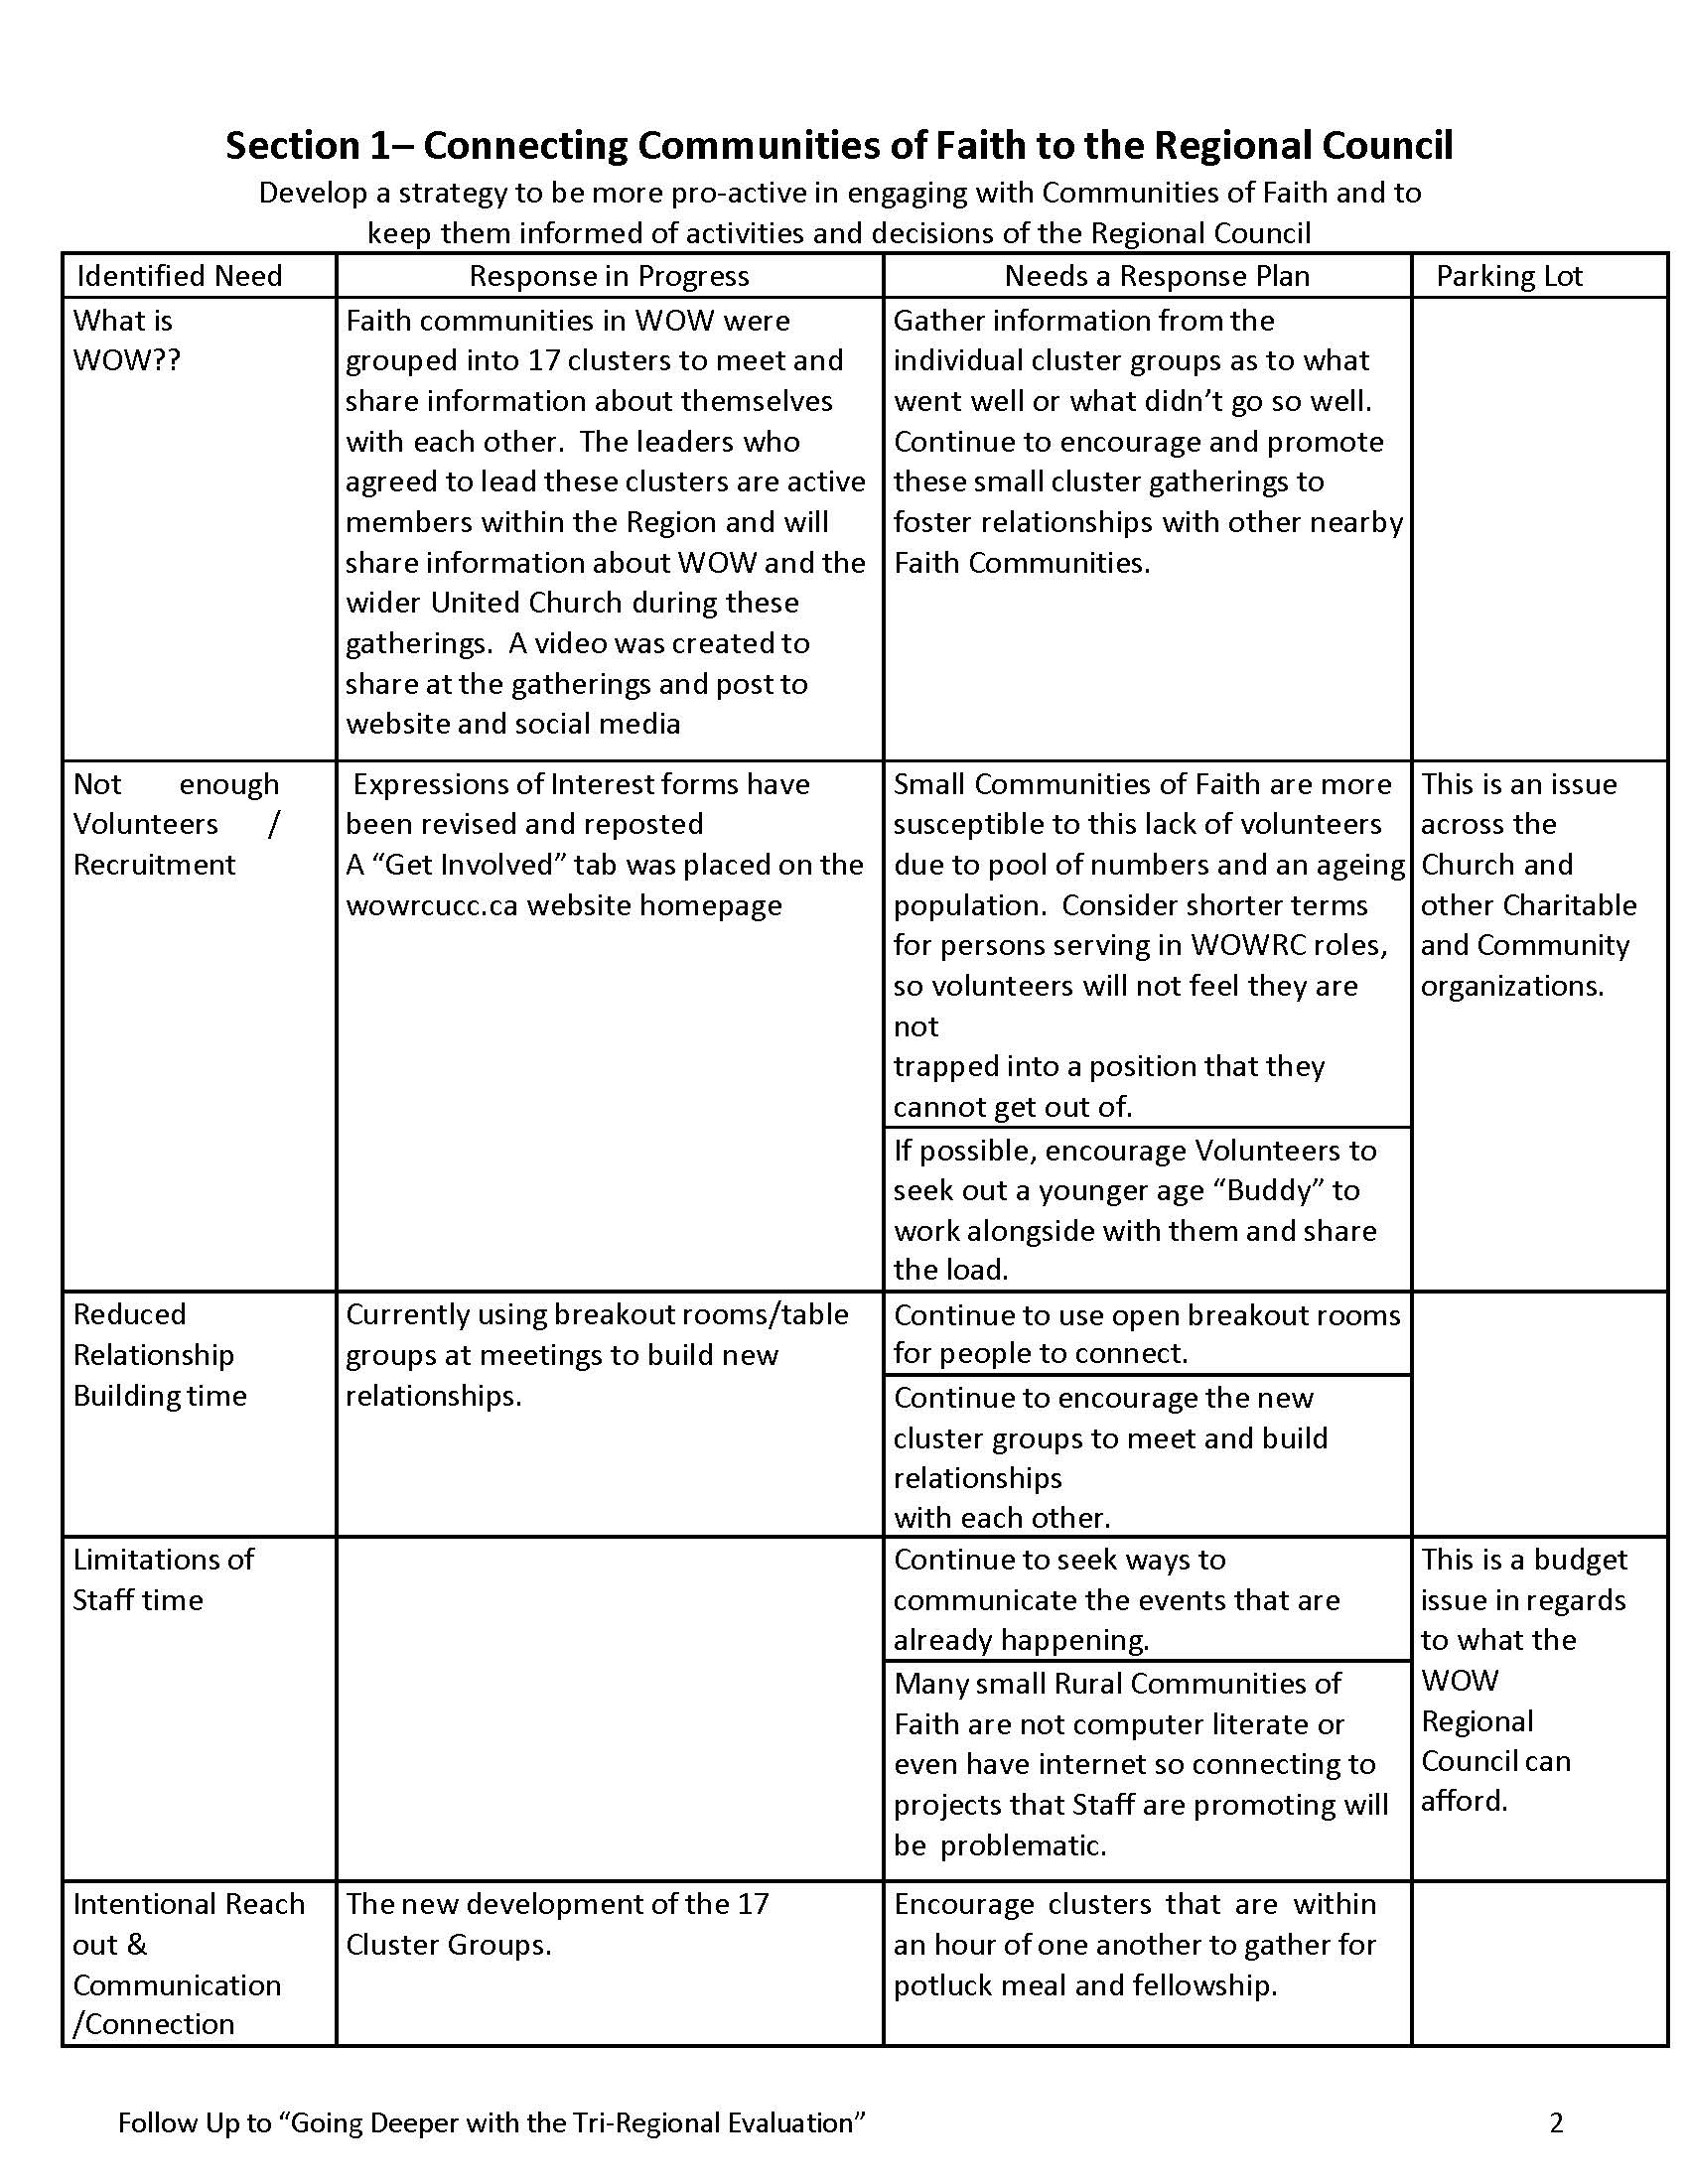 Section 1– Connecting Communities of Faith to the Regional Council
Develop a strategy to be more pro-active in engaging with Communities of Faith and to
keep them informed of activities and decisions of the Regional Council
Identified Need
Response in Progress
Needs a Response Plan
Parking Lot
What is
WOW??
Faith communities in WOW were
grouped into 17 clusters to meet and
share information about themselves
with each other.  The leaders who
agreed to lead these clusters are active
members within the Region and will
share information about WOW and the
wider United Church during these
gatherings.  A video was created to
share at the gatherings and post to
website and social media
Gather information from the
individual cluster groups as to what
went well or what didn’t go so well.
Continue to encourage and promote
these small cluster gatherings to
foster relationships with other nearby
Faith Communities.
Not enough
Volunteers /
Recruitment
Expressions of Interest forms have
been revised and reposted
A “Get Involved” tab was placed on the
wowrcucc.ca website homepage
Small Communities of Faith are more
susceptible to this lack of volunteers
due to pool of numbers and an ageing
population.  Consider shorter terms
for persons serving in WOWRC roles,
so volunteers will not feel they are
not
trapped into a position that they
cannot get out of.
If possible, encourage Volunteers to
seek out a younger age “Buddy” to
work alongside with them and share
the load.
This is an issue
across the
Church and
other Charitable
and Community
organizations.
Reduced
Relationship
Building time
Currently using breakout rooms/table
groups at meetings to build new
relationships.
Continue to use open breakout rooms
for people to connect.
Continue to encourage the new
cluster groups to meet and build
relationships
with each other.
Limitations of
Staff time
Continue to seek ways to
communicate the events that are
already happening.
Many small Rural Communities of
Faith are not computer literate or
even have internet so connecting to
projects that Staff are promoting will
be  problematic.
This is a budget
issue in regards
to what the
WOW
Regional
Council can
afford.
Intentional Reach
out &
Communication
/Connection
The new development of the 17
Cluster Groups.
Encourage clusters that are within
an hour of one another to gather for
potluck meal and fellowship.
Follow Up to “Going Deeper with the Tri-Regional Evaluation”
2